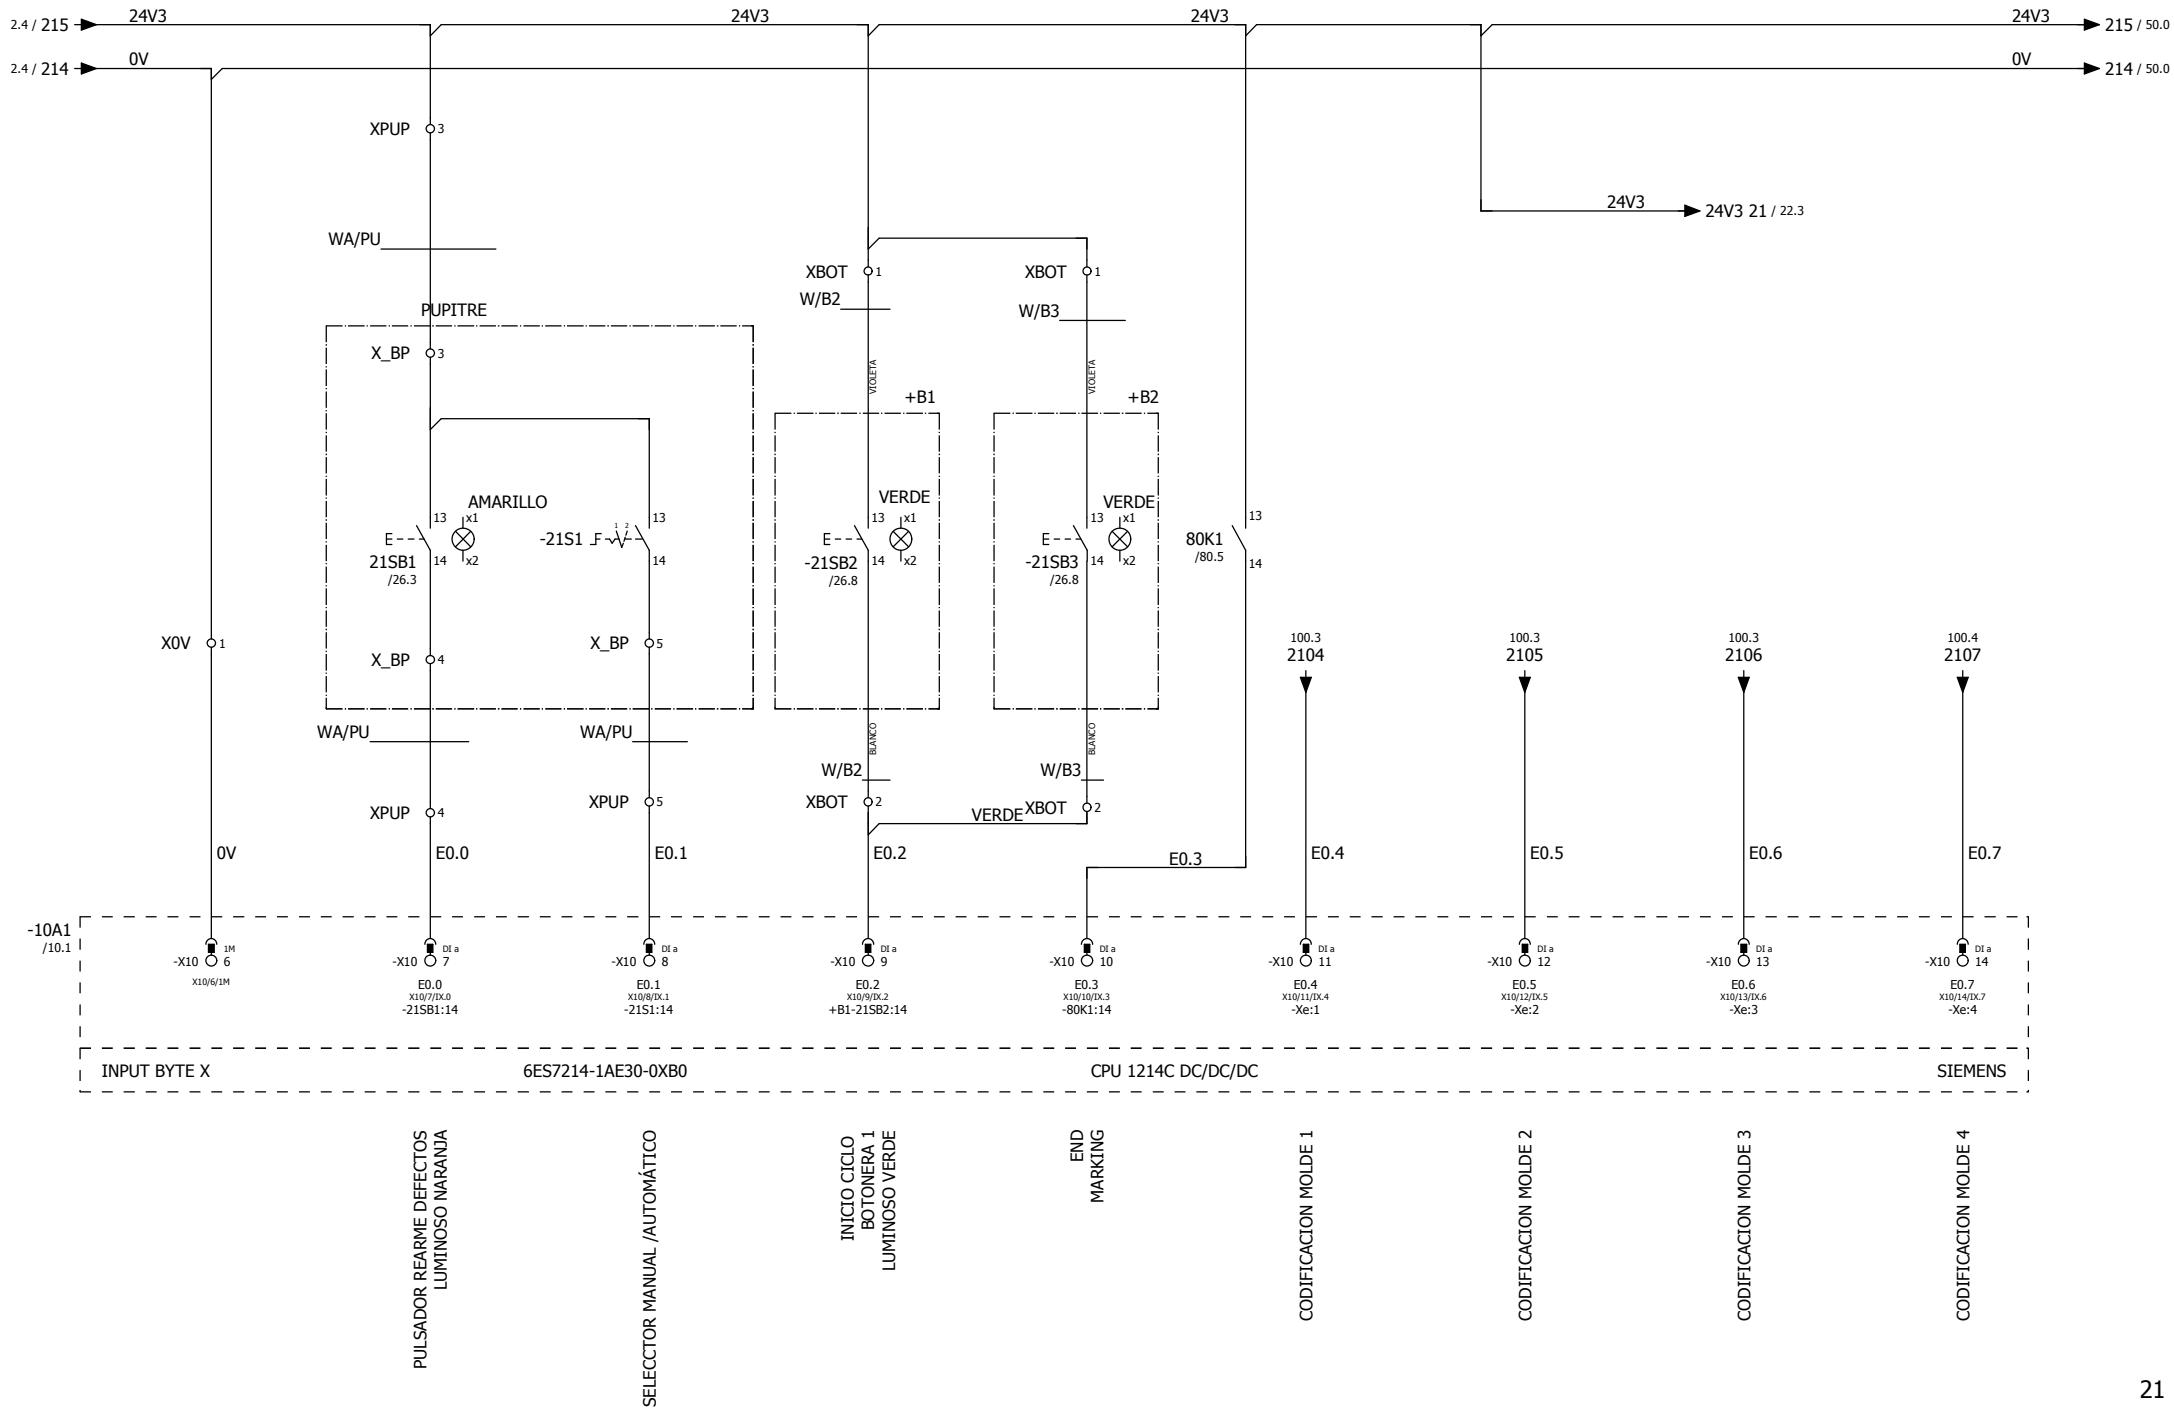 2.4 / 215 24V3 24V3 24V3 24V3 215 / 50.0
2.4 / 214 0V 0V 214 / 50.0
XPUP 3
24V3 24V3 21 / 22.3
WA/PU
XBOT 1 XBOT 1
W/B2 W/B3
PUPITRE
X_BP 3
VIOLETA VIOLETA
+B1 +B2
AMARILLO VERDE VERDE
13 x1 13 13 x1 13 x1 13
E -21S1 F 1 2 E E 80K1
21SB1 14 x2 14 -21SB2 14 x2 -21SB3 14 x2 /80.5 14
/26.3 /26.8 /26.8
100.3 100.3 100.3 100.4
X0V 1 X_BP 4 X_BP 5 2104 2105 2106 2107
WA/PU WA/PU BLANCO BLANCO
W/B2 W/B3
XPUP 4 XPUP 5 XBOT 2 VERDE XBOT 2
0V E0.0 E0.1 E0.2 E0.3 E0.4 E0.5 E0.6 E0.7
-10A1
/10.1
1M DI a DI a DI a DI a DI a DI a DI a DI a
-X10 6 -X10 7 -X10 8 -X10 9 -X10 10 -X10 11 -X10 12 -X10 13 -X10 14
E0.0 E0.1 E0.2 E0.3 E0.4 E0.5 E0.6 E0.7
X10/6/1M X10/7/IX.0 X10/8/IX.1 X10/9/IX.2 X10/10/IX.3 X10/11/IX.4 X10/12/IX.5 X10/13/IX.6 X10/14/IX.7
-21SB1:14 -21S1:14 +B1-21SB2:14 -80K1:14 -Xe:1 -Xe:2 -Xe:3 -Xe:4
INPUT BYTE X 6ES7214-1AE30-0XB0 CPU 1214C DC/DC/DC SIEMENS
PULSADOR REARME DEFECTOS
LUMINOSO NARANJA
SELECCTOR MANUAL /AUTOMÁTICO
INICIO CICLO
BOTONERA 1
LUMINOSO VERDE
END
MARKING
CODIFICACION MOLDE 1
CODIFICACION MOLDE 2
CODIFICACION MOLDE 3
CODIFICACION MOLDE 4
21